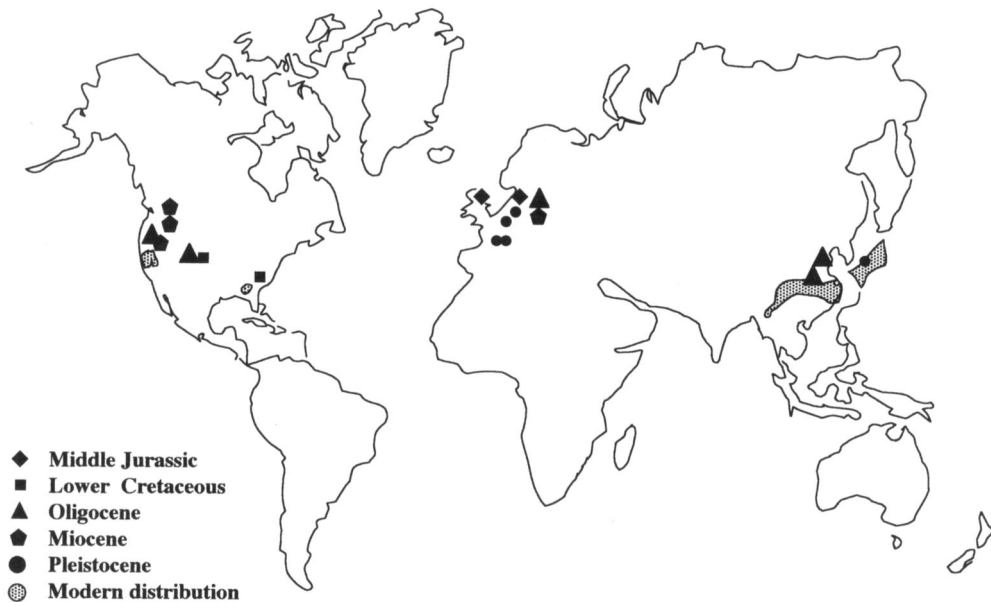 Middle Jurassic
Lower Cretaceous
Oligocene
Miocene
Pleistocene
Modern distribution